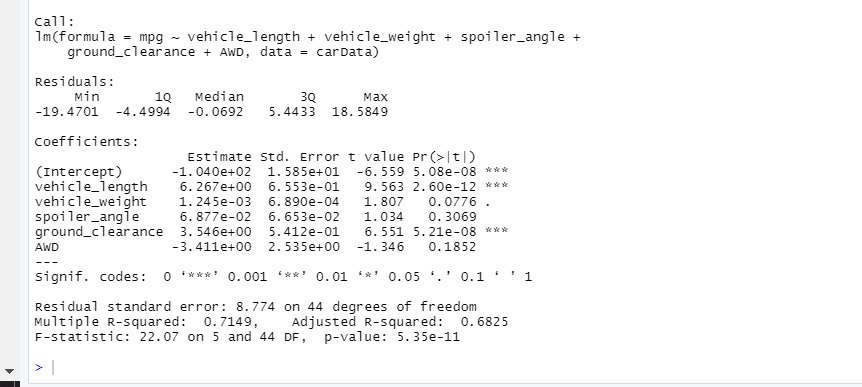 Call:
lm(formula = mpg ~ vehicle_length + vehicle_weight + spoiler_angle +
    ground_clearance + AWD, data = carData)
Residuals:
     Min       1Q   Median       3Q      Max
-19.4701  -4.4994  -0.0692   5.4433  18.5849
Coefficients:
                   Estimate Std. Error t value Pr(>|t|)
(Intercept)      -1.040e+02  1.585e+01  -6.559 5.08e-08 ***
vehicle_length    6.267e+00  6.553e-01   9.563 2.60e-12 ***
vehicle_weight    1.245e-03  6.890e-04   1.807   0.0776 .
spoiler_angle     6.877e-02  6.653e-02   1.034   0.3069
ground_clearance  3.546e+00  5.412e-01   6.551 5.21e-08 ***
AWD              -3.411e+00  2.535e+00  -1.346   0.1852
---
Signif. codes:  0 ‘***’ 0.001 ‘**’ 0.01 ‘*’ 0.05 ‘.’ 0.1 ‘ ’ 1
Residual standard error: 8.774 on 44 degrees of freedom
Multiple R-squared:  0.7149,    Adjusted R-squared:  0.6825
F-statistic: 22.07 on 5 and 44 DF,  p-value: 5.35e-11
>